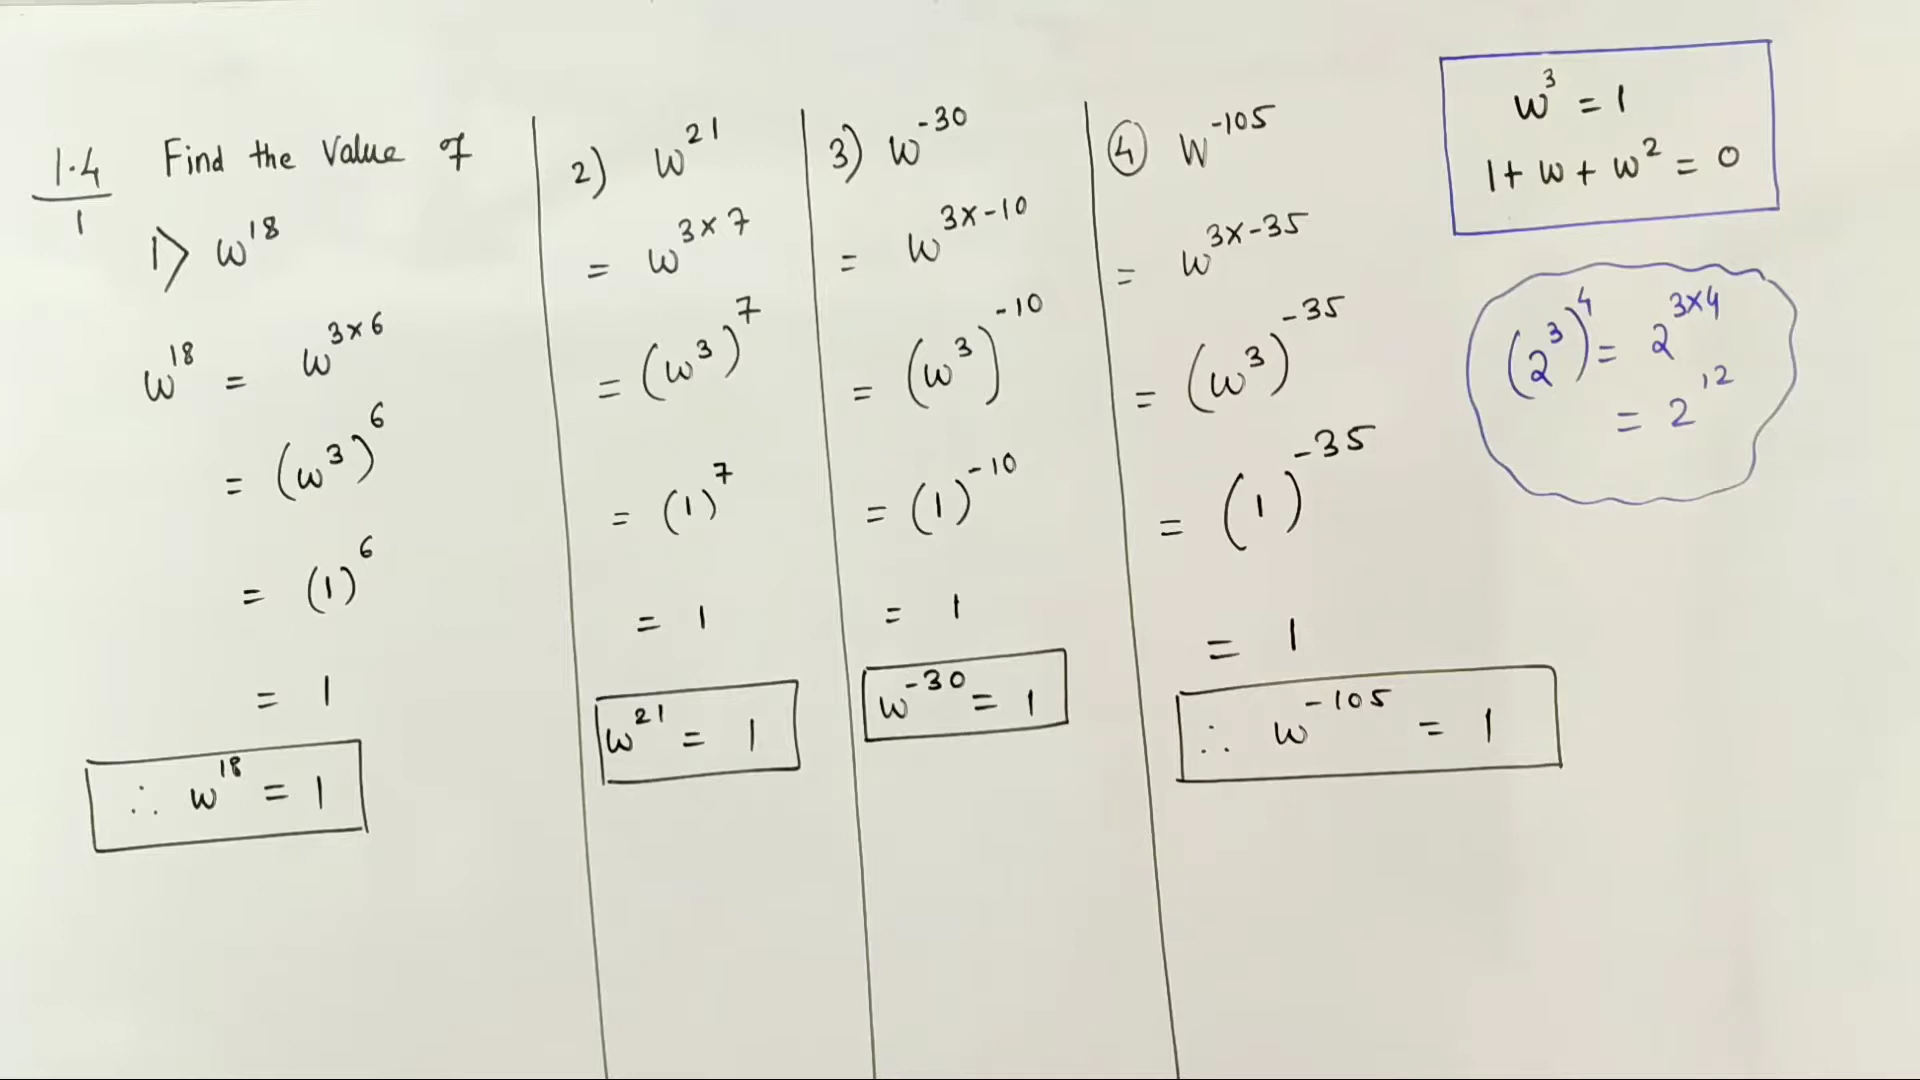 1.4 Find the Value of
1
1> w^18
w^18 = w^3×6
= (w^3)^6
= (1)^6
= 1
∴ w^18 = 1
2) w^21
= w^3×7
= (w^3)^7
= (1)^7
= 1
w^21 = 1
3) w^-30
= w^3×-10
= (w^3)^-10
= (1)^-10
= 1
w^-30 = 1
④ w^-105
= w^3×-35
= (w^3)^-35
= (1)^-35
= 1
∴ w^-105 = 1
w^3 = 1
1 + w + w^2 = 0
(2^3)^4 = 2^3×4
= 2^12